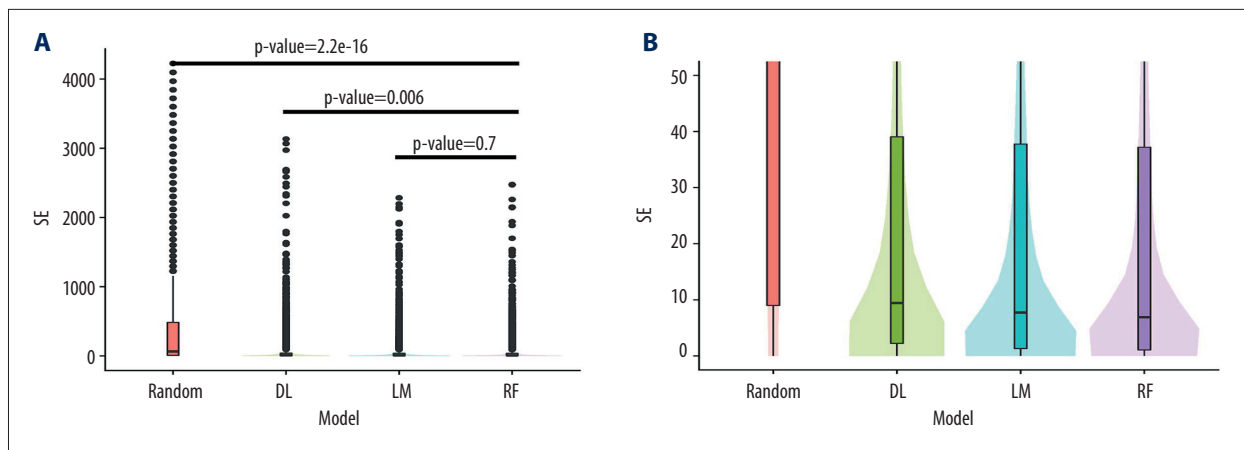 A
p-value=2.2e-16
p-value=0.006
p-value=0.7
4000
3000
2000
1000
0
SE
Random DL LM RF
Model
B
50
40
30
20
10
0
SE
Random DL LM RF
Model